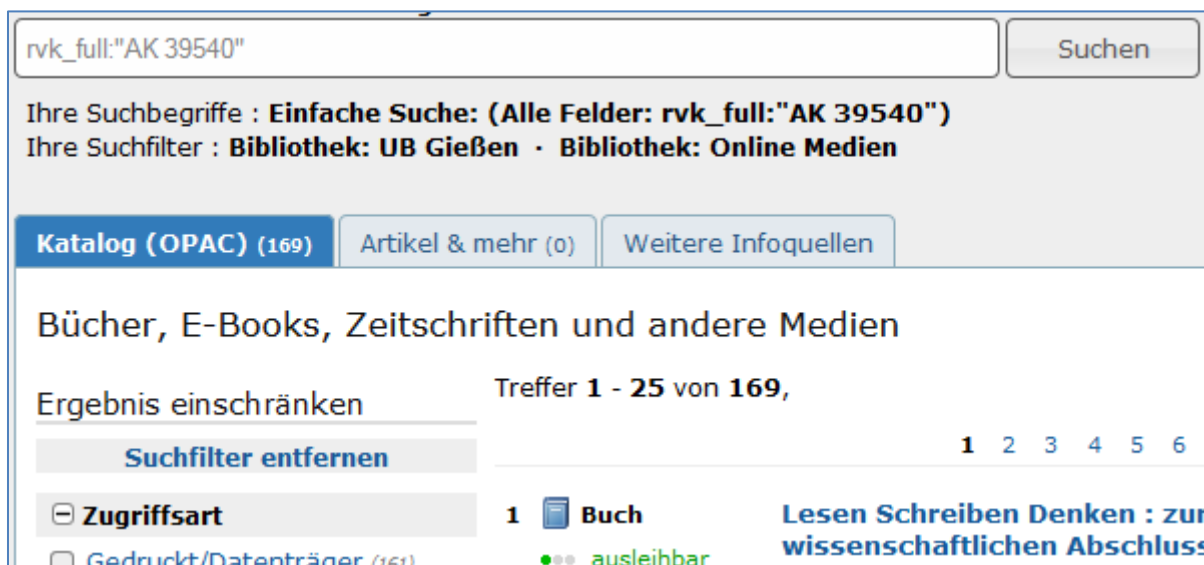 rvk_full:"AK 39540"
Suchen
Ihre Suchbegriffe : Einfache Suche: (Alle Felder: rvk_full:"AK 39540")
Ihre Suchfilter : Bibliothek: UB Gießen · Bibliothek: Online Medien
Katalog (OPAC) (169)
Artikel & mehr (0)
Weitere Infoquellen
Bücher, E-Books, Zeitschriften und andere Medien
Ergebnis einschränken
Suchfilter entfernen
Zugriffsart
Gedruckt/Datenträger (161)
Treffer 1 - 25 von 169,
1 2 3 4 5 6
1 Buch
ausleihbar
Lesen Schreiben Denken : zur
wissenschaftlichen Abschluss